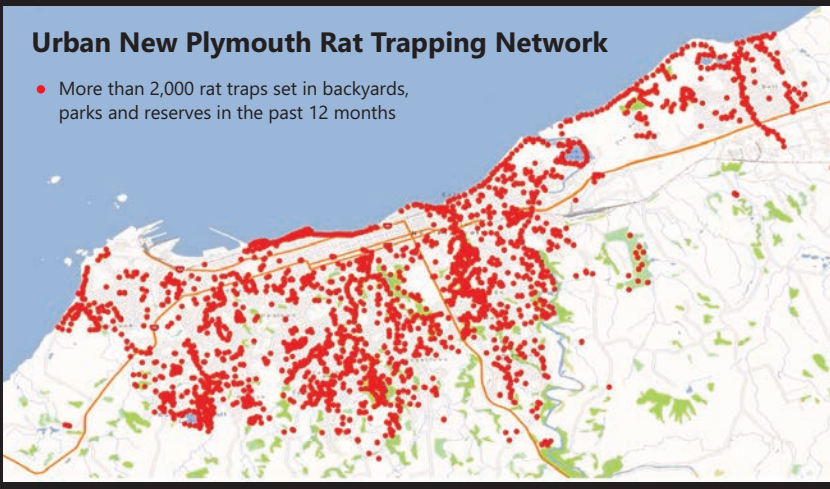 Urban New Plymouth Rat Trapping Network
More than 2,000 rat traps set in backyards,
parks and reserves in the past 12 months